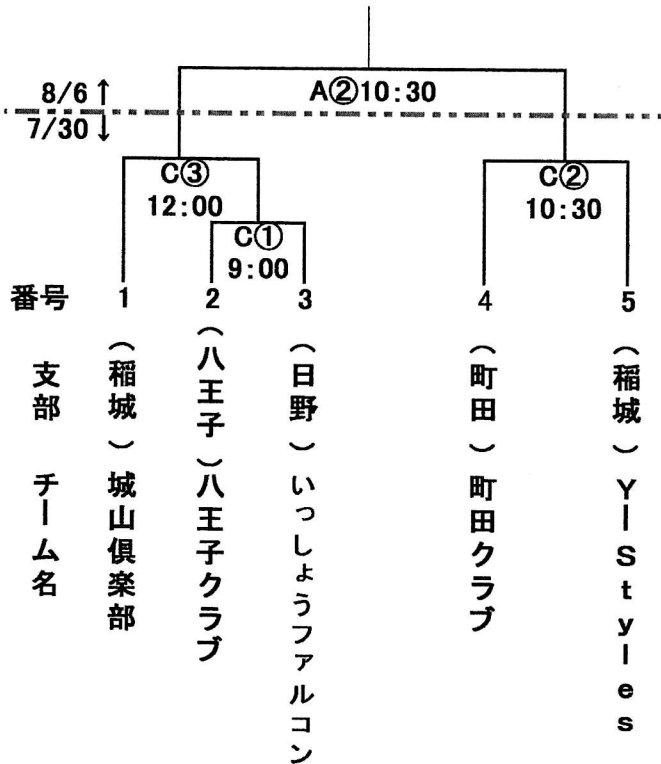 8/6↑
A②10:30
7/30↓
C③
12:00
C②
10:30
C①
9:00
番号 1 2 3 4 5
支部 (稲城) (八王子) (日野) (町田) (稲城)
チーム名 城山倶楽部 八王子クラブ いっしょうファルコン 町田クラブ Y－Styles